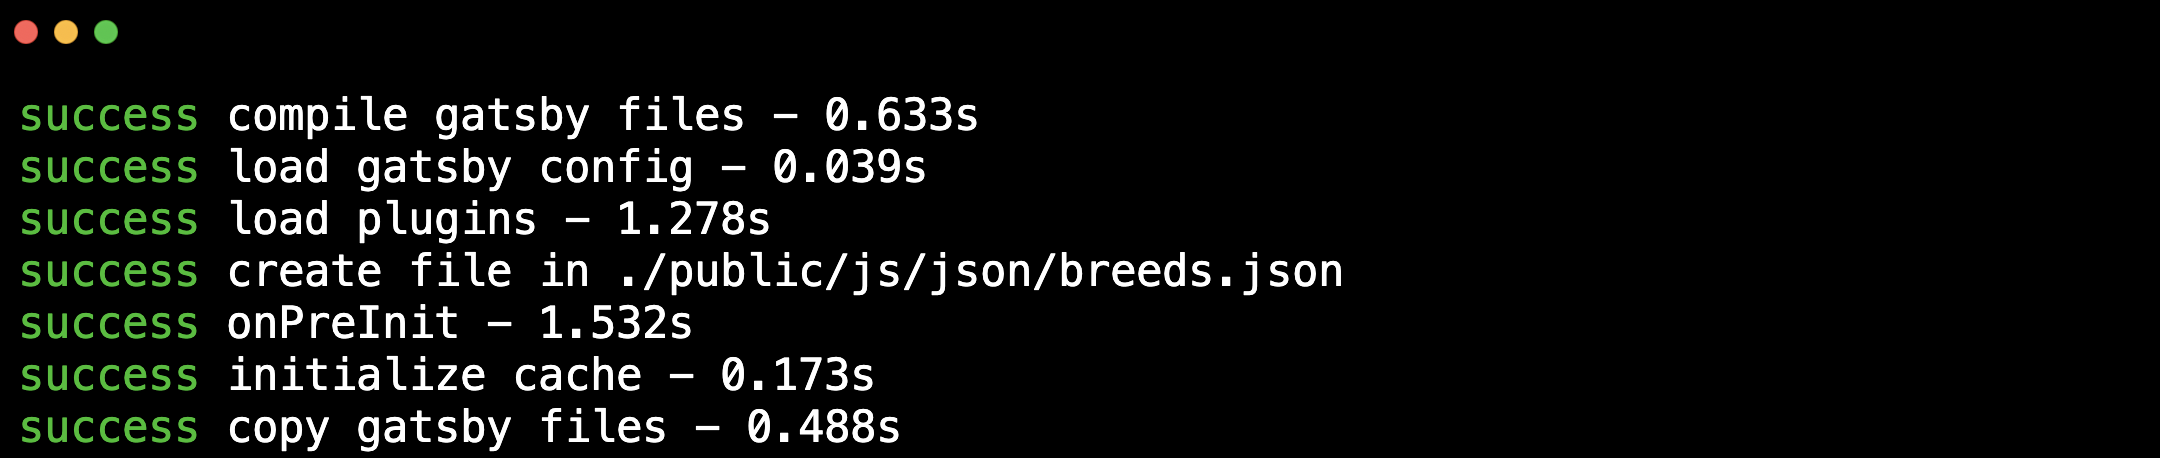 success compile gatsby files – 0.633s
success load gatsby config – 0.039s
success load plugins – 1.278s
success create file in ./public/js/json/breeds.json
success onPreInit – 1.532s
success initialize cache – 0.173s
success copy gatsby files – 0.488s